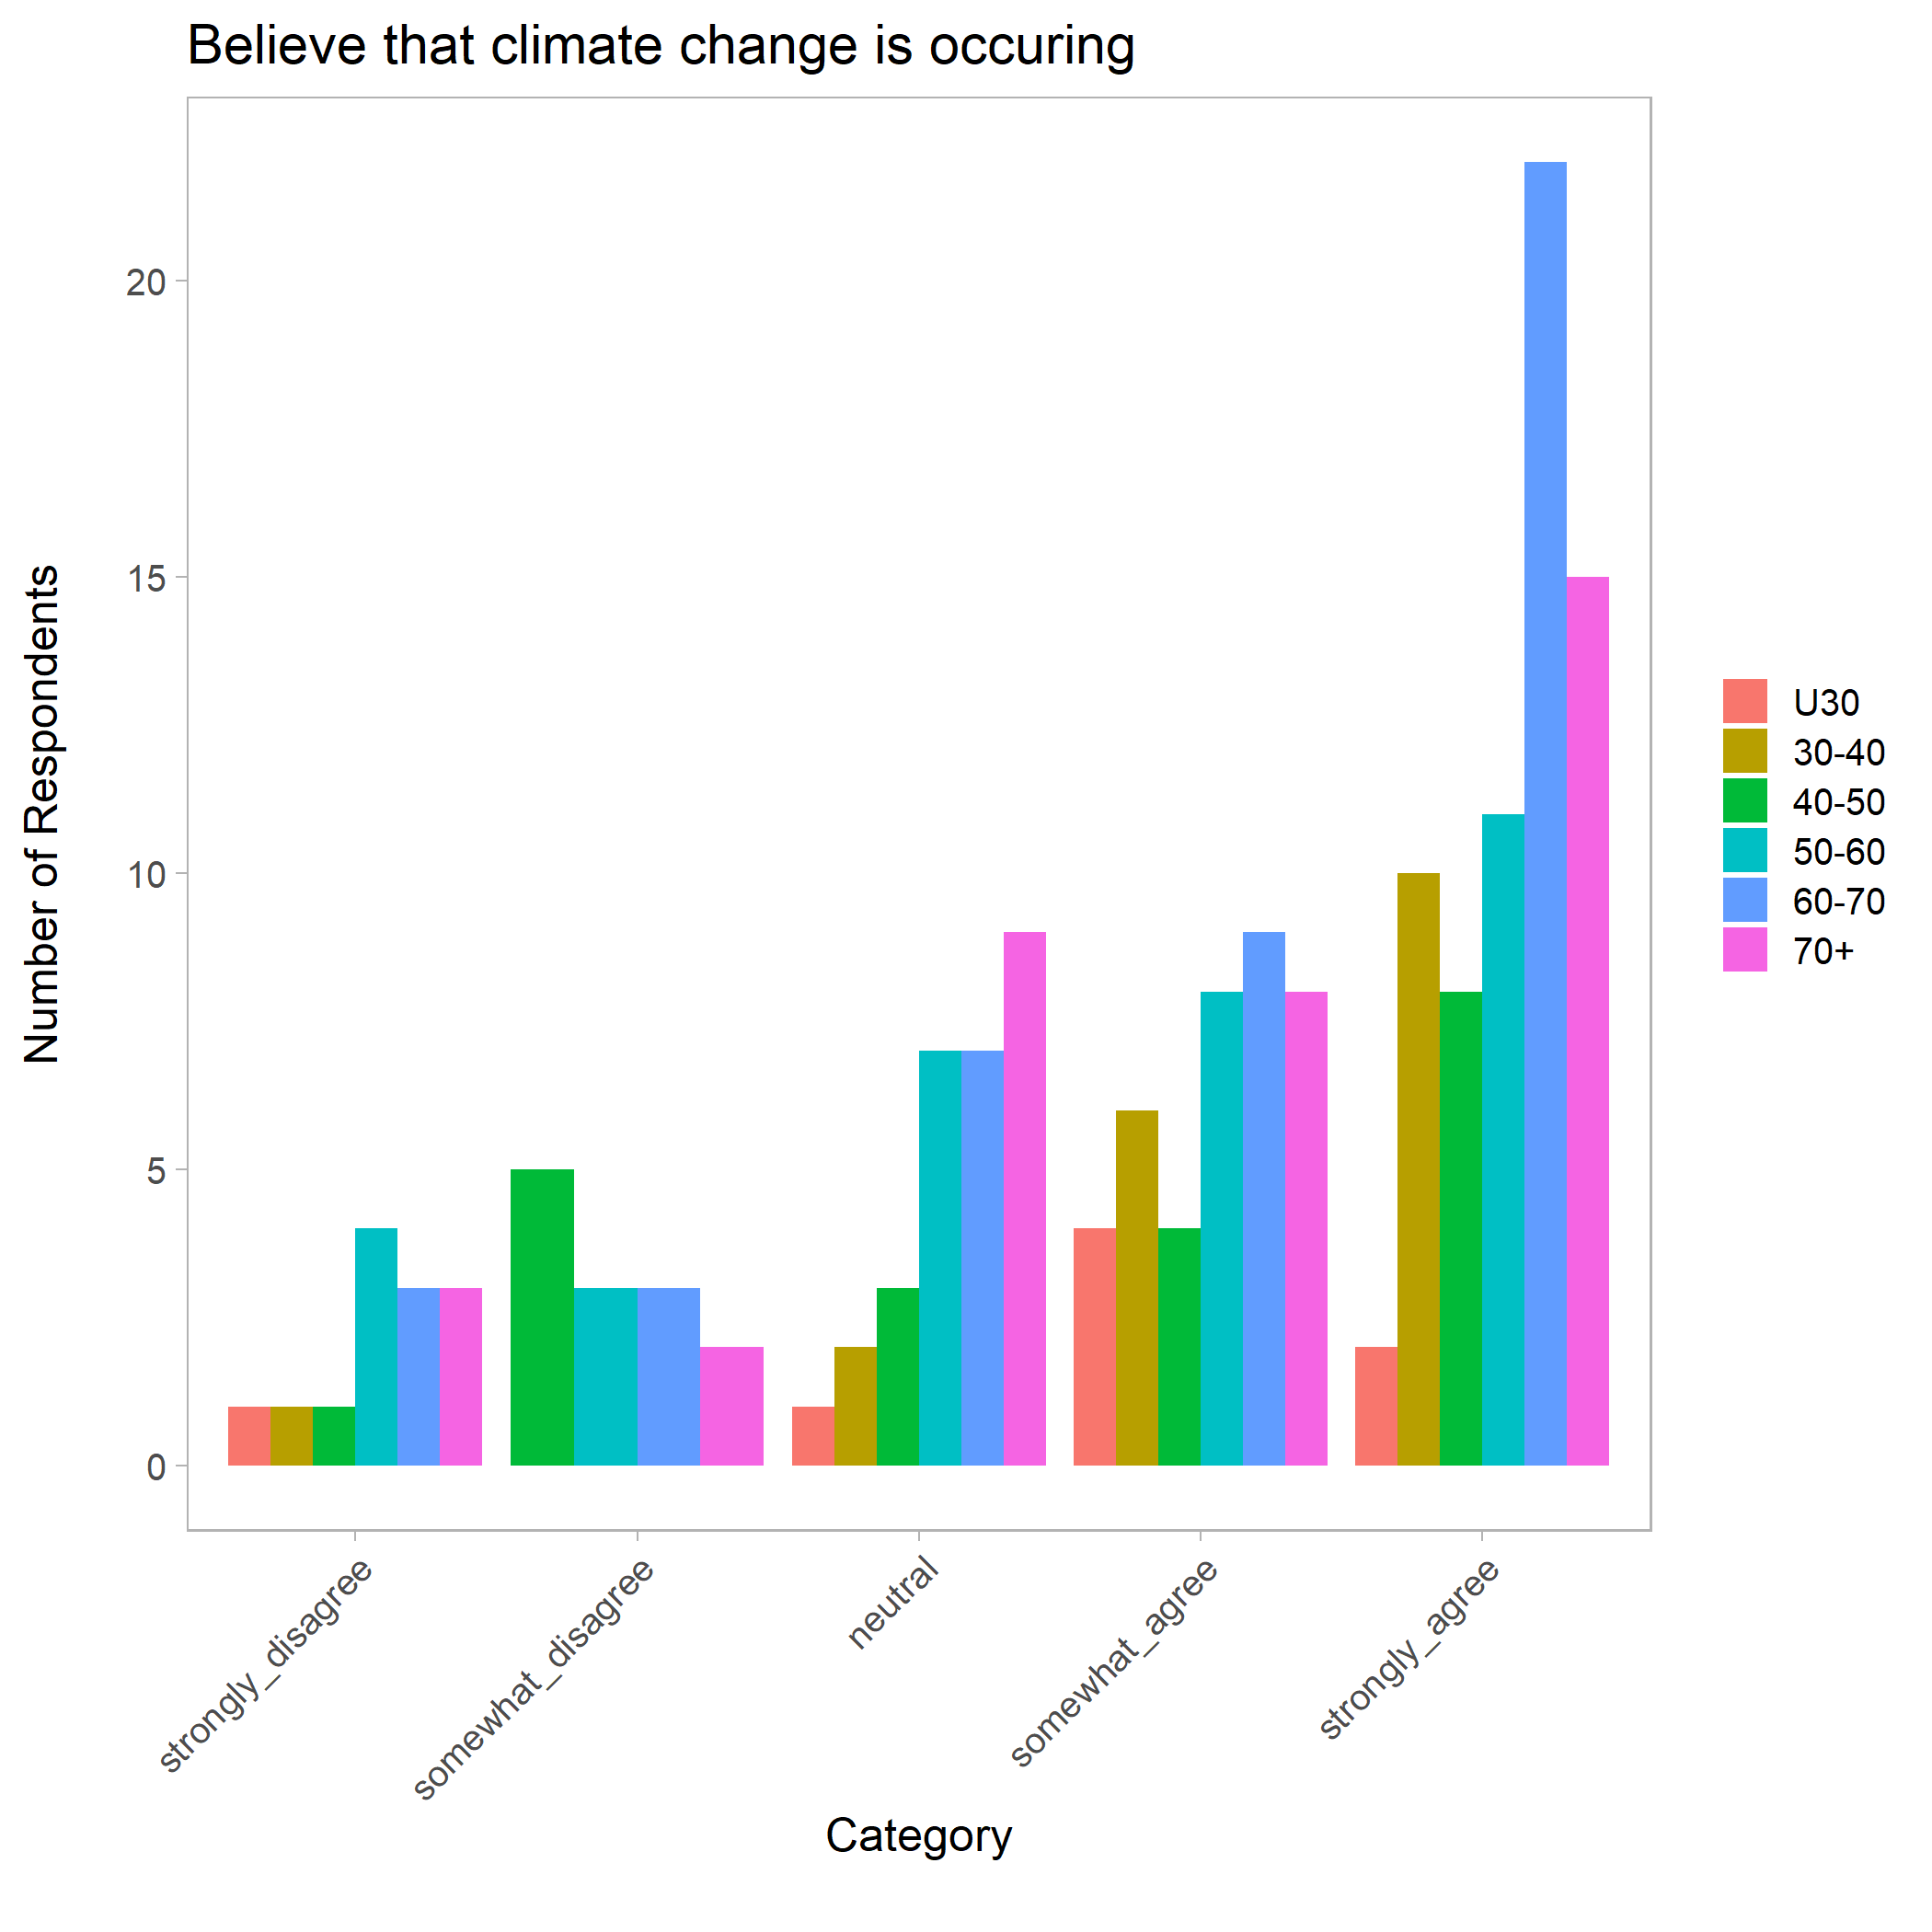 Believe that climate change is occuring
Number of Respondents
20
15
10
5
0
strongly_disagree
somewhat_disagree
neutral
somewhat_agree
strongly_agree
Category
U30
30-40
40-50
50-60
60-70
70+